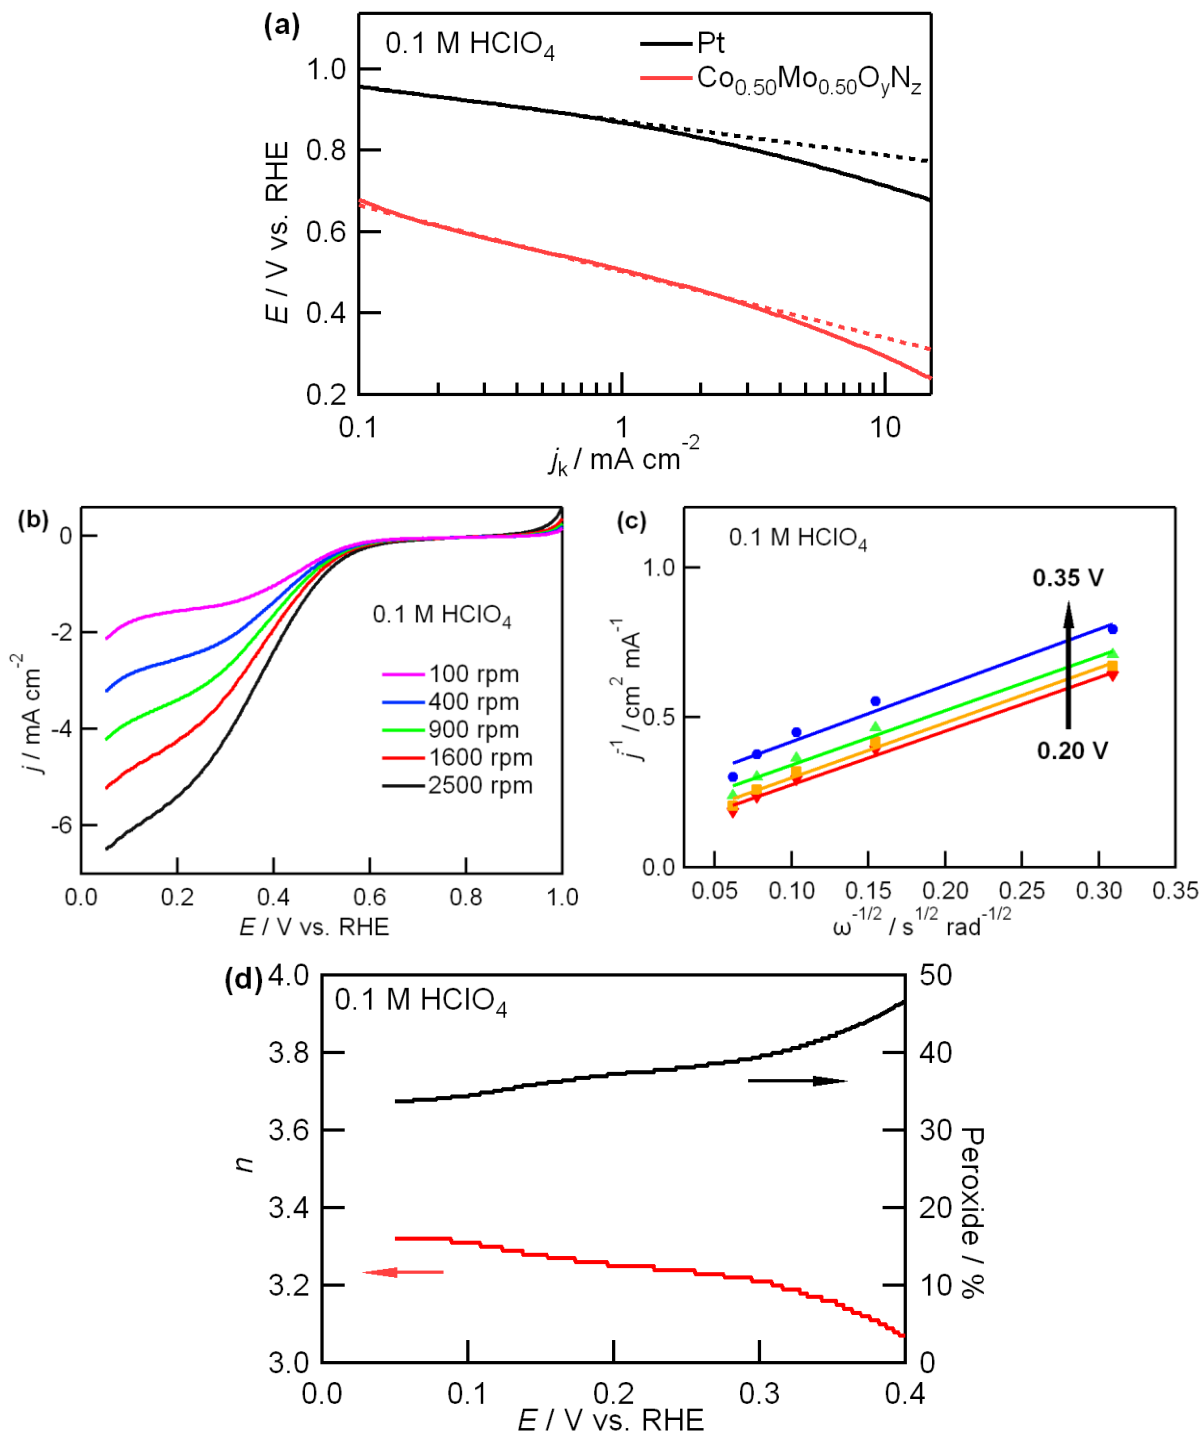 (a)
0.1 M HClO₄
Pt
Co₀.₅₀Mo₀.₅₀OᵧN_z
1.0
0.8
0.6
0.4
0.2
E / V vs. RHE
0.1
1
10
jₖ / mA cm⁻²
(b)
0
-2
-4
-6
j / mA cm⁻²
0.1 M HClO₄
100 rpm
400 rpm
900 rpm
1600 rpm
2500 rpm
0.0
0.2
0.4
0.6
0.8
1.0
E / V vs. RHE
(c)
0.1 M HClO₄
1.0
0.5
0.0
j⁻¹ / cm² mA⁻¹
0.35 V
0.20 V
0.05
0.10
0.15
0.20
0.25
0.30
0.35
ω⁻¹/² / s¹/² rad⁻¹/²
(d)
0.1 M HClO₄
4.0
3.8
3.6
3.4
3.2
3.0
n
50
40
30
20
10
0
Peroxide / %
0.0
0.1
0.2
0.3
0.4
E / V vs. RHE